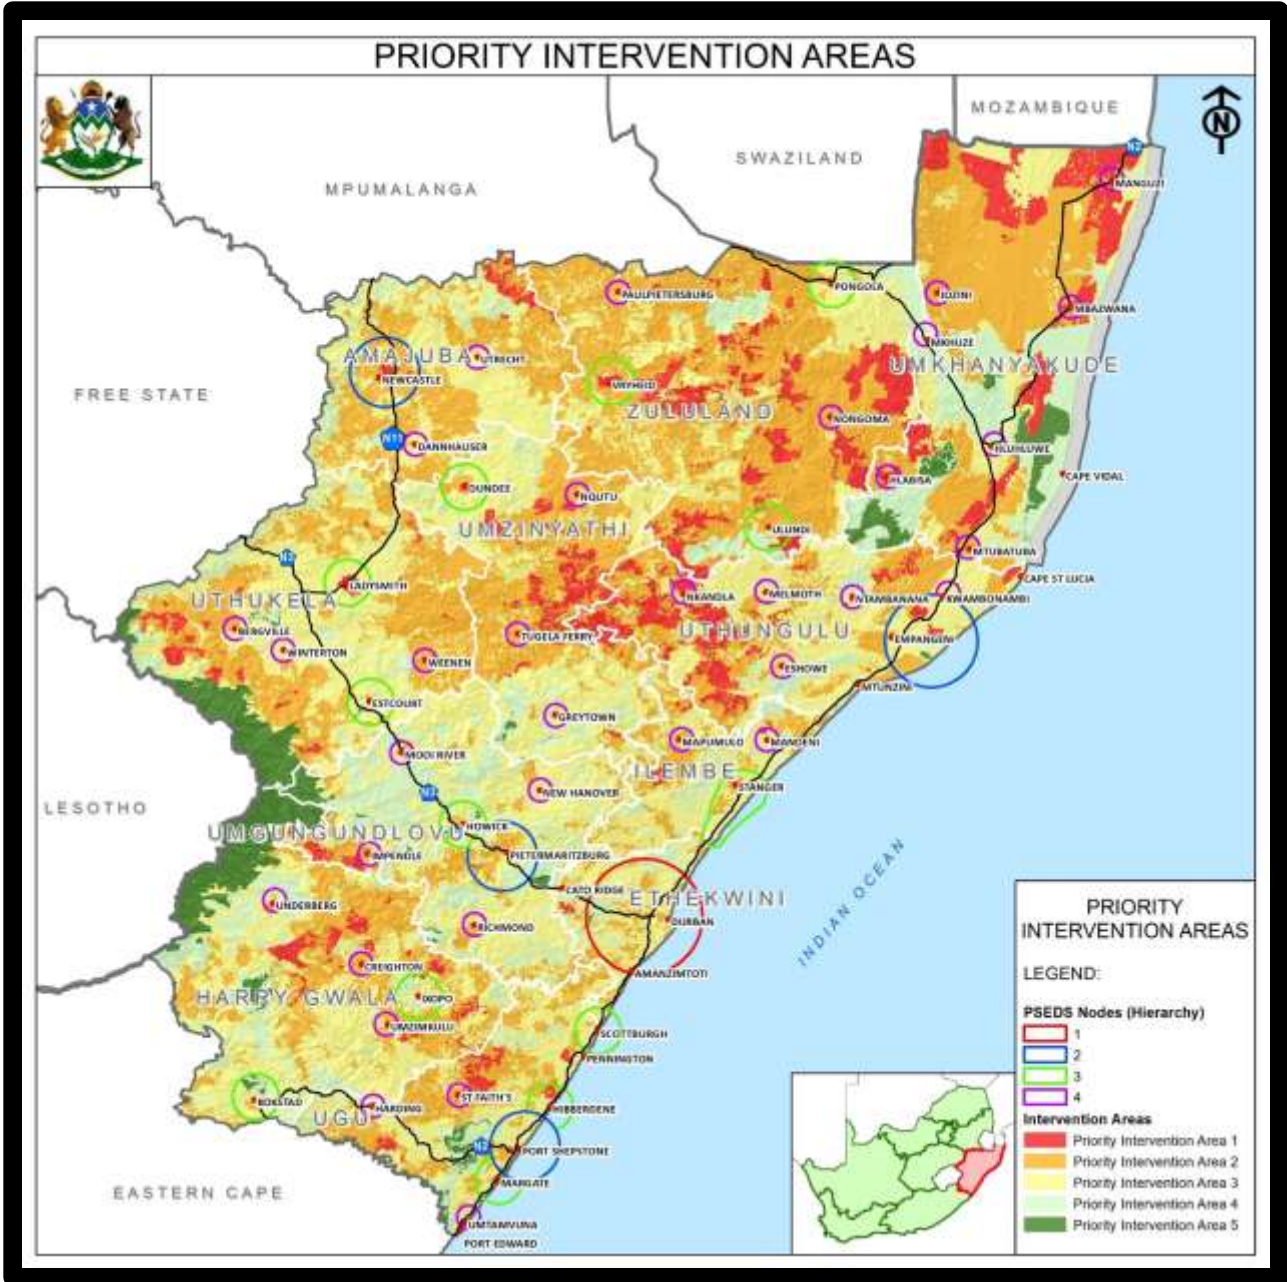 PRIORITY INTERVENTION AREAS
MOZAMBIQUE
N
SWAZILAND
MPUMALANGA
N2
MANGUZI
PAULPIETERSBURG
PONGOLA
JOZINI
MBAZWANA
MKHUZE
AMAJUBA
UTRECHT
UMKHANYAKUDE
NEWCASTLE
VRYHEID
FREE STATE
ZULULAND
NONGOMA
N11
DANNHAUSER
HLUHLUWE
DUNDEE
NQUTU
HLABISA
CAPE VIDAL
UMZINYATHI
ULUNDI
N3
MTUBATUBA
LADYSMITH
CAPE ST LUCIA
UTHUKELA
NKANDLA
MELMOTH
NTAMBANANA
KWAMBONAMBI
BERGVILLE
TUGELA FERRY
UTHUNGULU
EMPANGENI
WINTERTON
WEENEN
ESHOWE
MTUNZINI
ESTCOURT
GREYTOWN
MAPUMULO
MANDENI
MOOI RIVER
ILEMBE
STANGER
NEW HANOVER
N3
LESOTHO
HOWICK
UMGUNGUNDLOVU
IMPENDLE
PIETERMARITZBURG
CATO RIDGE
ETHEKWINI
UNDERBERG
DURBAN
RICHMOND
INDIAN OCEAN
CREIGHTON
AMANZIMTOTI
HARRY GWALA
IXOPO
UMZIMKULU
SCOTTBURGH
PENNINGTON
KOKSTAD
ST FAITH'S
HARDING
HIBBERDENE
UGU
N2
PORT SHEPSTONE
MARGATE
EASTERN CAPE
UMTAMVUNA
PORT EDWARD
PRIORITY
INTERVENTION AREAS
LEGEND:
PSEDS Nodes (Hierarchy)
1
2
3
4
Intervention Areas
Priority Intervention Area 1
Priority Intervention Area 2
Priority Intervention Area 3
Priority Intervention Area 4
Priority Intervention Area 5